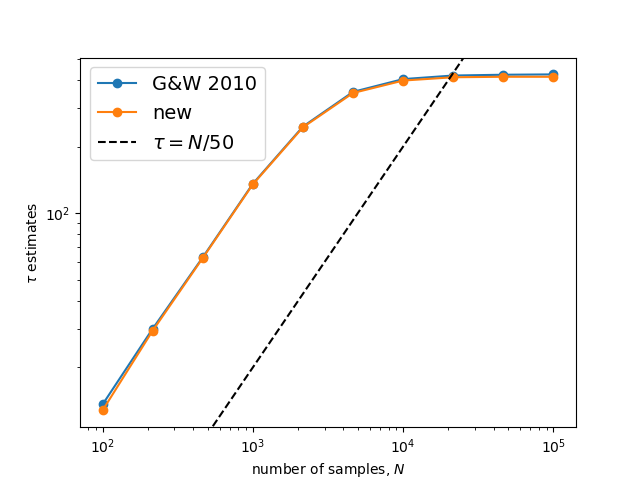 G&W 2010
new
τ = N/50
10²
τ estimates
10² 10³ 10⁴ 10⁵
number of samples, N